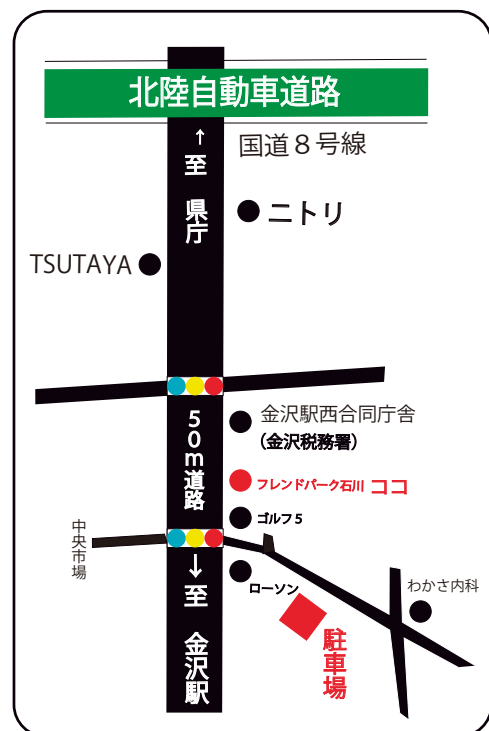 北陸自動車道路
国道８号線
↑至 県庁
ニトリ
TSUTAYA
50m道路
金沢駅西合同庁舎
(金沢税務署)
フレンドパーク石川 ココ
ゴルフ５
中央市場
↓至 金沢駅
ローソン
わかさ内科
駐車場